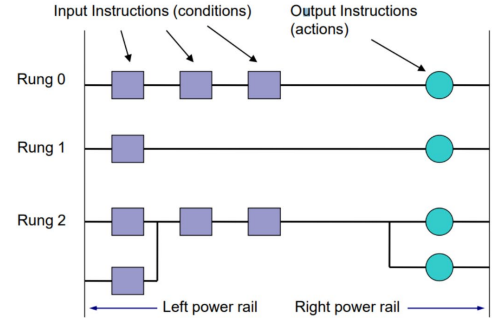 Input Instructions (conditions)
Output Instructions
(actions)
Rung 0
Rung 1
Rung 2
Left power rail
Right power rail